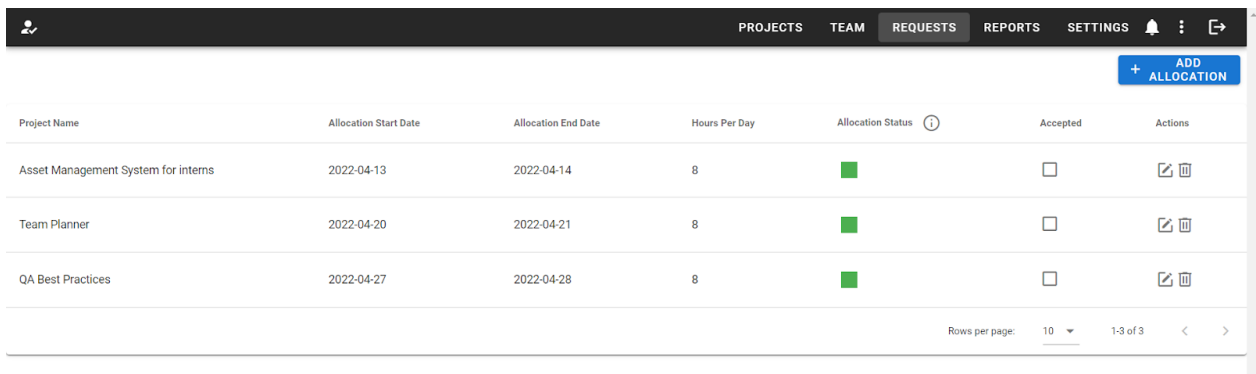 PROJECTS TEAM REQUESTS REPORTS SETTINGS
+ ADD ALLOCATION
Project Name Allocation Start Date Allocation End Date Hours Per Day Allocation Status Accepted Actions
Asset Management System for interns 2022-04-13 2022-04-14 8
Team Planner 2022-04-20 2022-04-21 8
QA Best Practices 2022-04-27 2022-04-28 8
Rows per page: 10 1-3 of 3